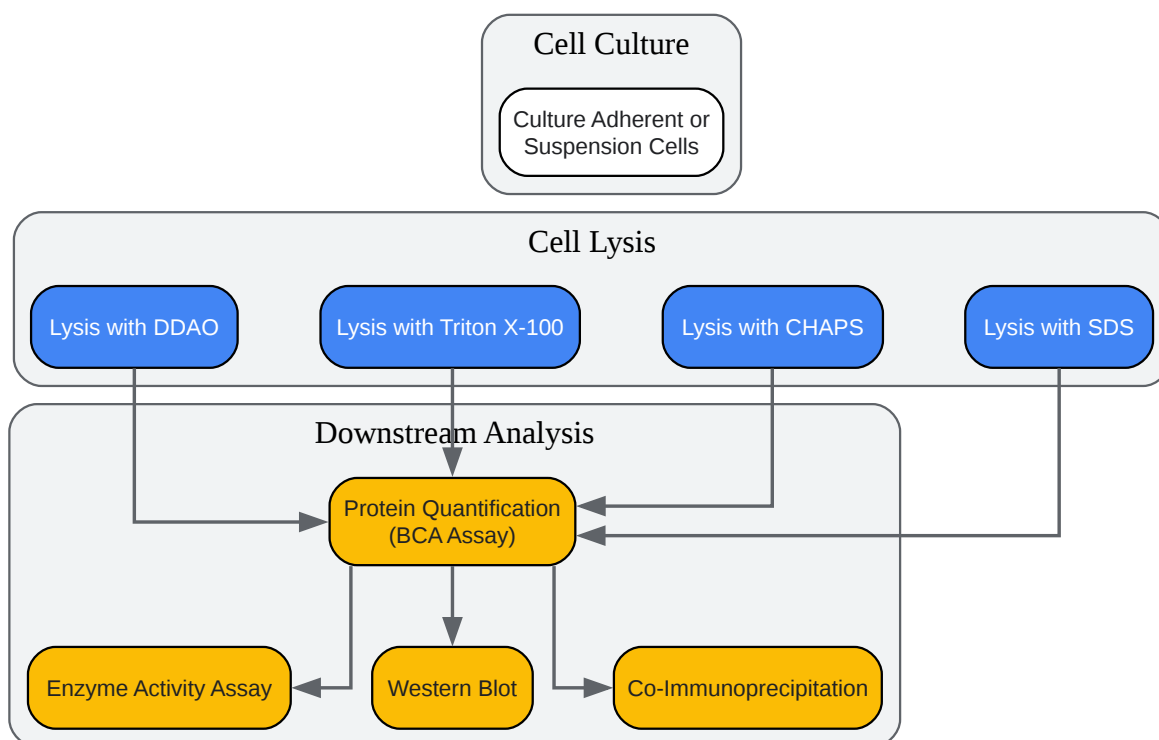 Cell Culture
Culture Adherent or
Suspension Cells
Cell Lysis
Lysis with DDAO
Lysis with Triton X-100
Lysis with CHAPS
Lysis with SDS
Downstream Analysis
Protein Quantification
(BCA Assay)
Enzyme Activity Assay
Western Blot
Co-Immunoprecipitation